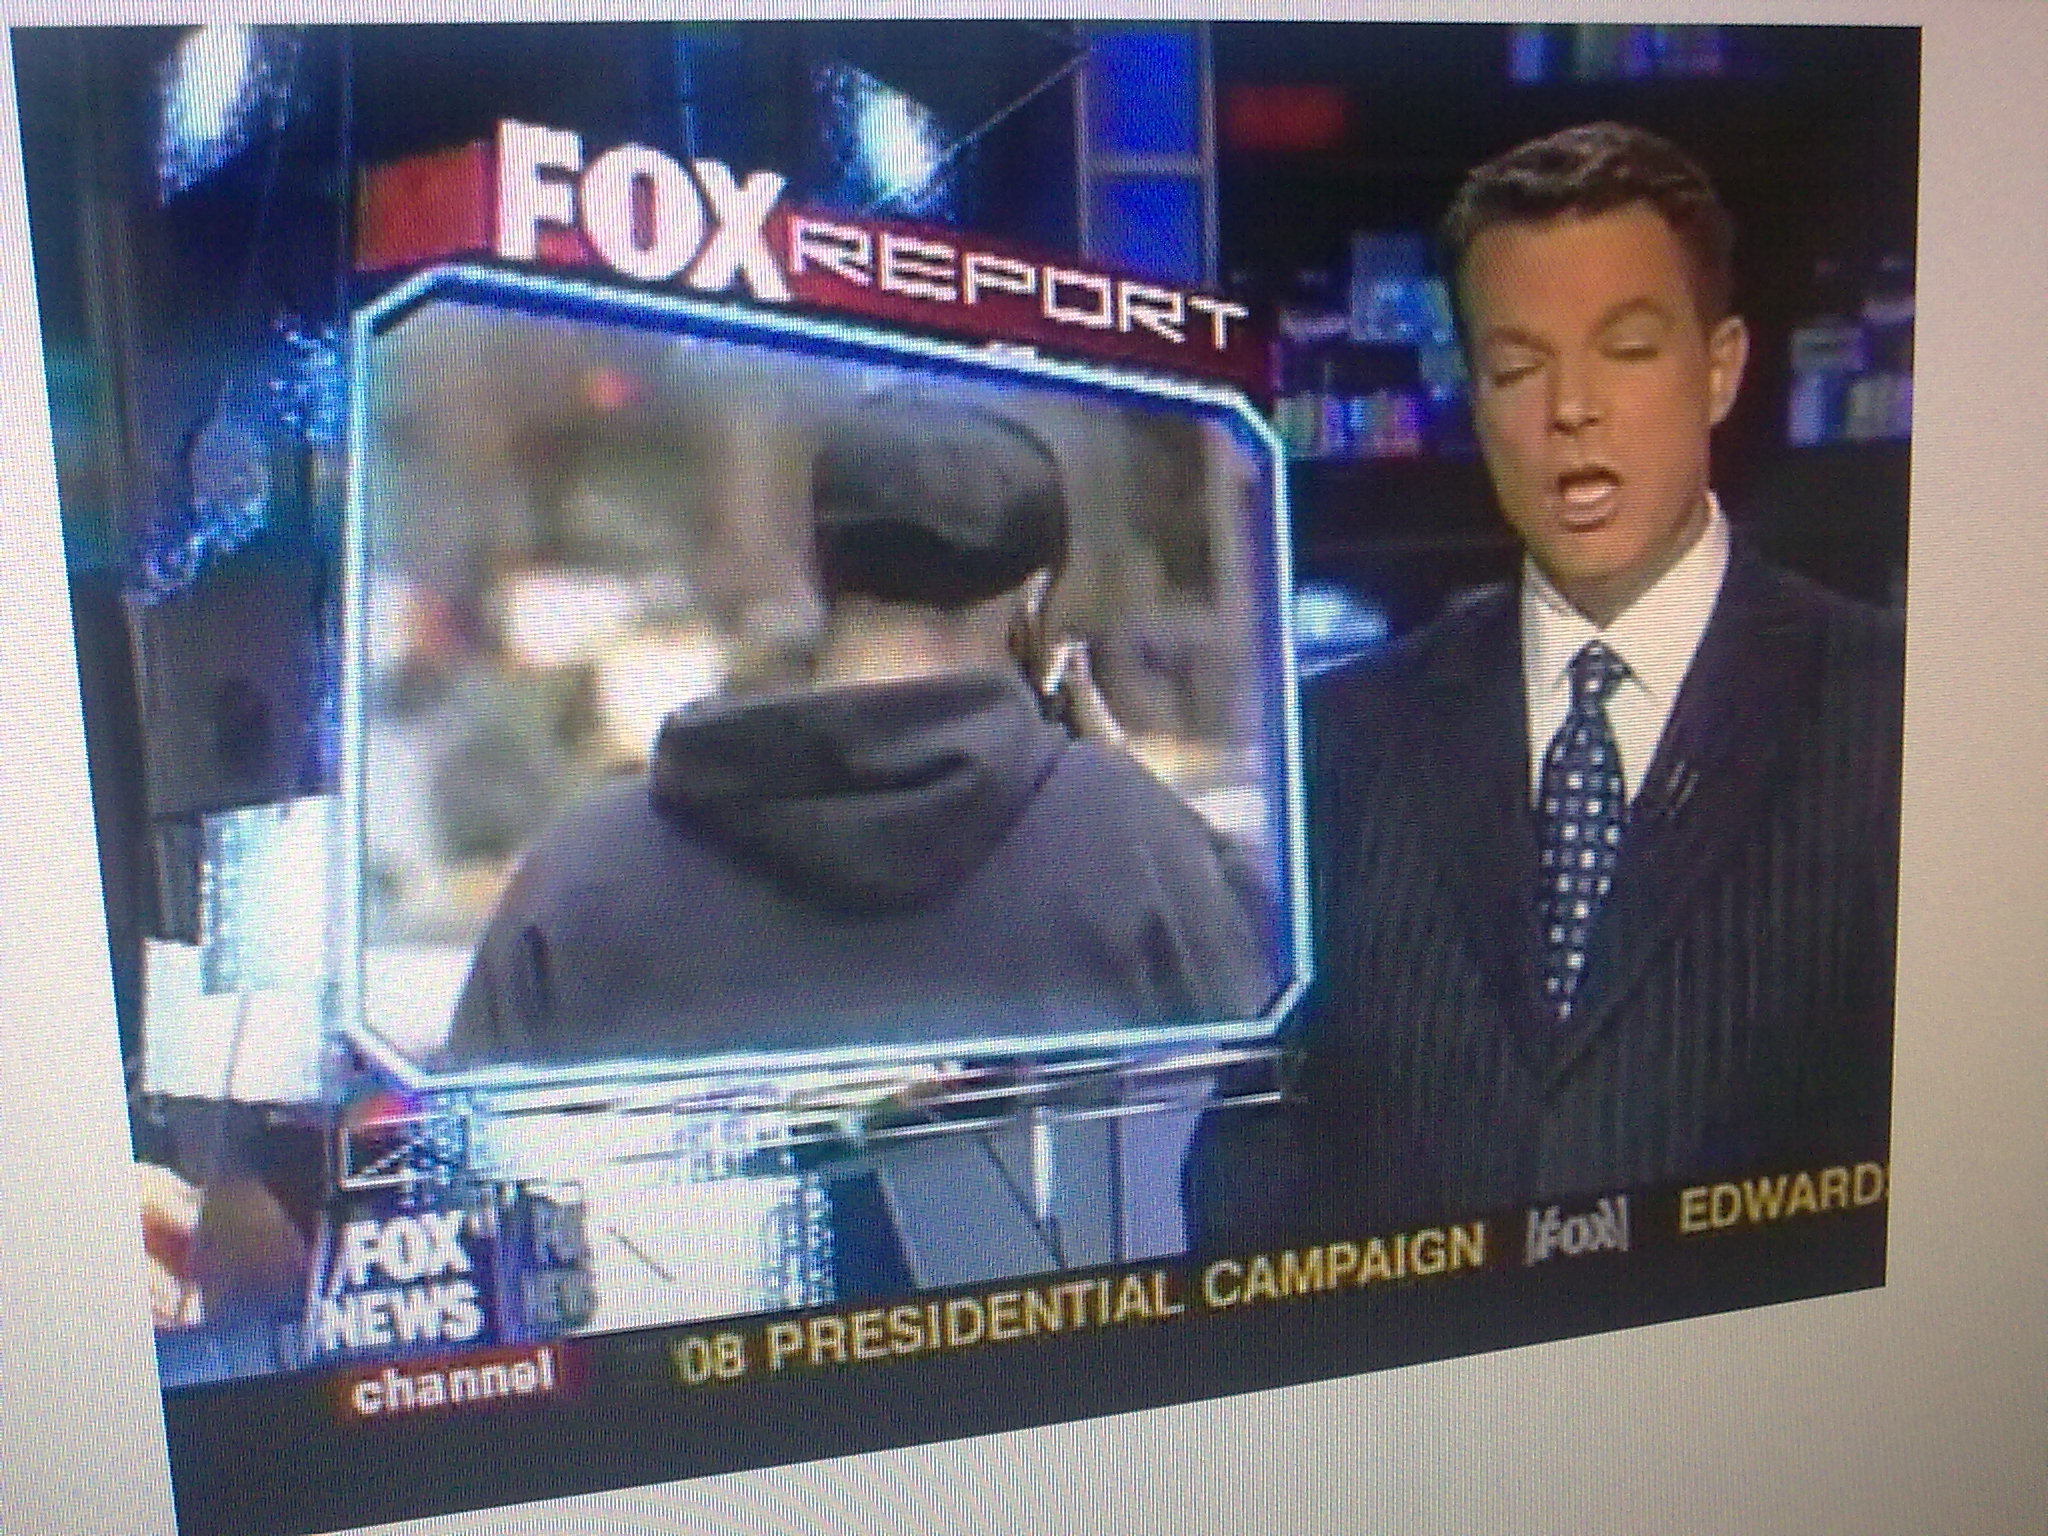 FOX REPORT
FOX
NEWS
channel
'08 PRESIDENTIAL CAMPAIGN fox EDWARD